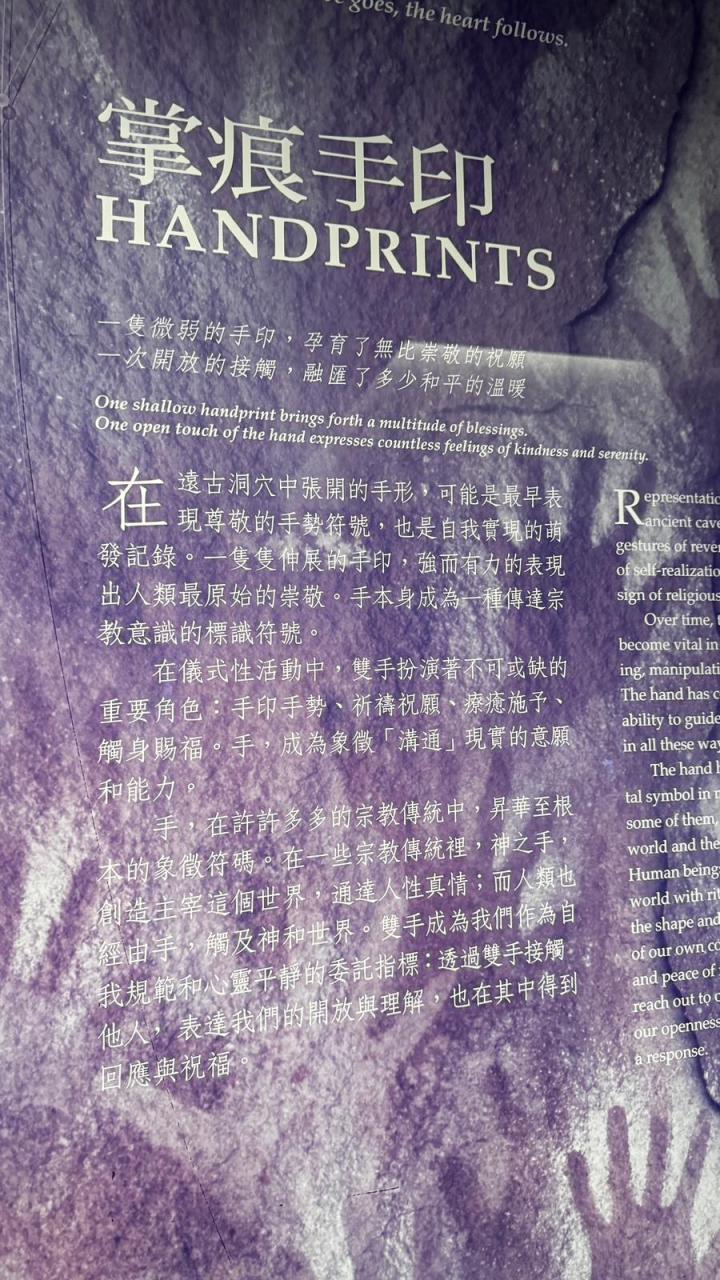 goes, the heart follows.
掌痕手印
HANDPRINTS
一隻微弱的手印，孕育了無比崇敬的祝願
一次開放的接觸，融匯了多少和平的溫暖
One shallow handprint brings forth a multitude of blessings.
One open touch of the hand expresses countless feelings of kindness and serenity.
在遠古洞穴中張開的手形，可能是最早表
現尊敬的手勢符號，也是自我實現的萌
發記錄。一隻隻伸展的手印，強而有力的表現
出人類最原始的崇敬。手本身成為一種傳達宗
教意識的標識符號。
在儀式性活動中，雙手扮演著不可或缺的
重要角色：手印手勢、祈禱祝願、療癒施予、
觸身賜福。手，成為象徵「溝通」現實的意願
和能力。
手，在許許多多的宗教傳統中，昇華至根
本的象徵符碼。在一些宗教傳統裡，神之手，
創造主宰這個世界，通達人性真情；而人類也
經由手，觸及神和世界。雙手成為我們作為自
我規範和心靈平靜的委託指標：透過雙手接觸
他人，表達我們的開放與理解，也在其中得到
回應與祝福。
Representatio
ancient cave
gestures of rever
of self-realizatio
sign of religious
Over time, t
become vital in
ing, manipulati
The hand has c
ability to guide
in all these way
The hand h
tal symbol in
some of them,
world and the
Human being
world with rit
the shape and
of our own co
and peace of
reach out to o
our openness
a response.